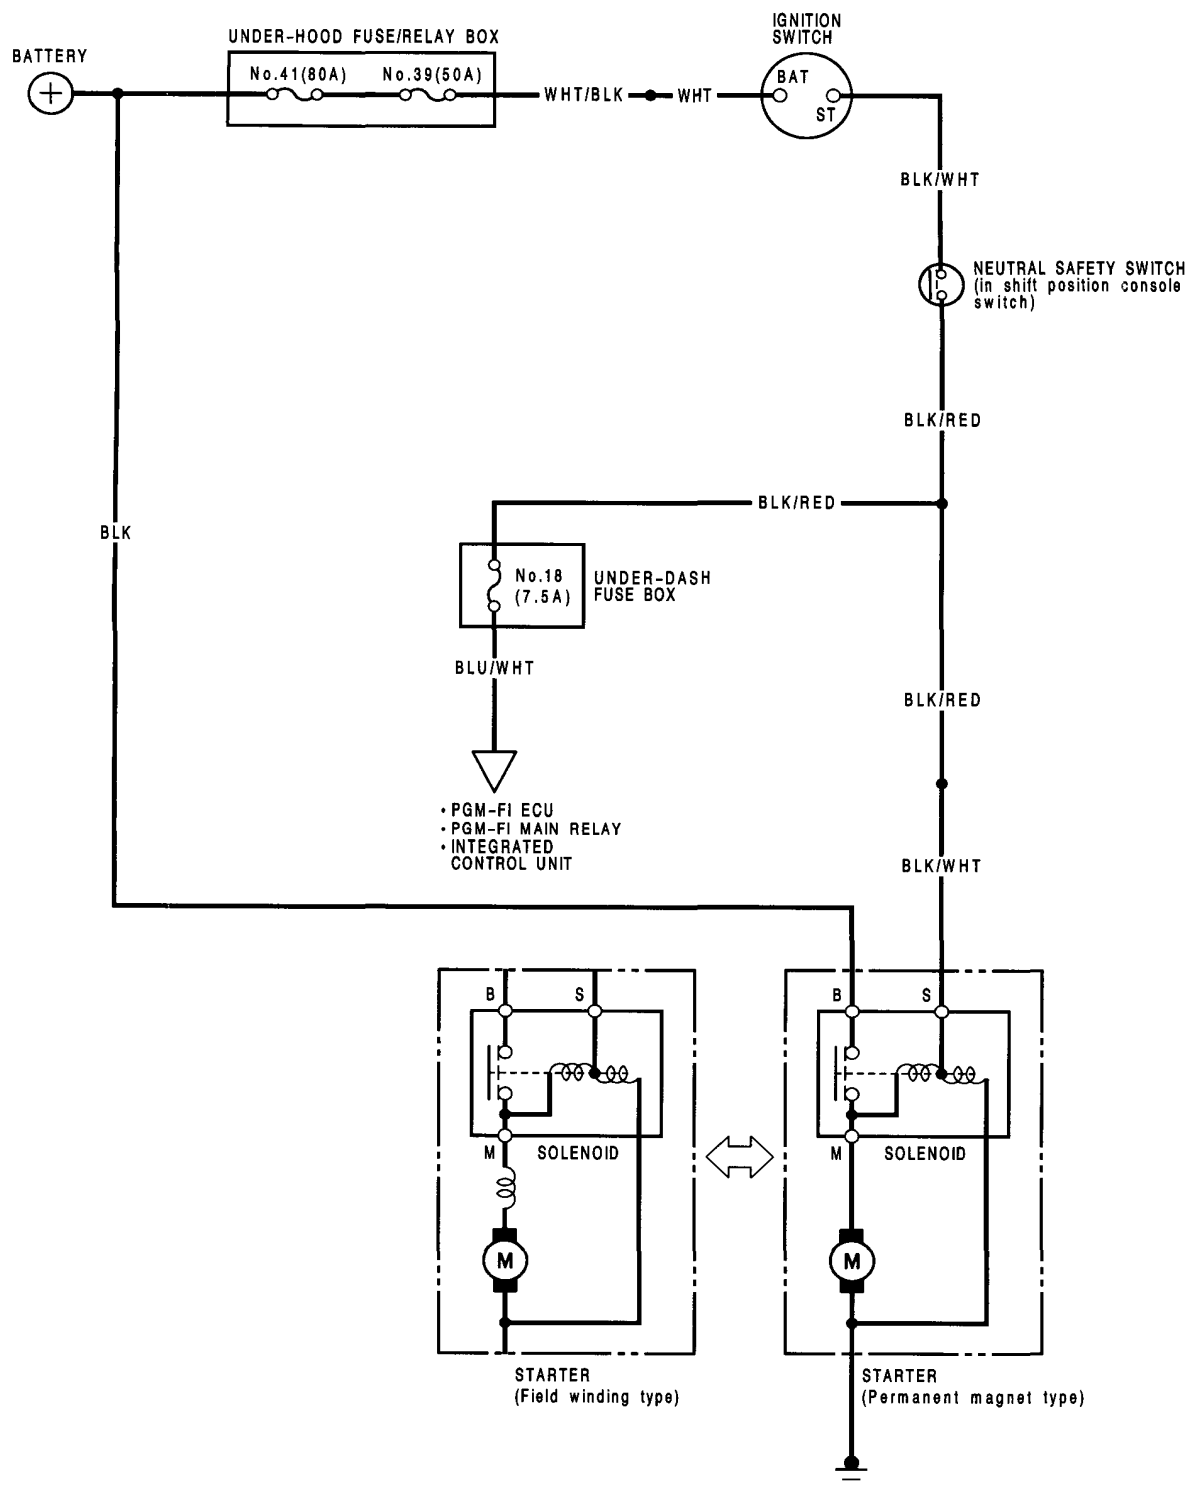 IGNITION
SWITCH
UNDER-HOOD FUSE/RELAY BOX
BATTERY
No.41(80A)
No.39(50A)
BAT
ST
+
WHT/BLK
WHT
BLK/WHT
NEUTRAL SAFETY SWITCH
(in shift position console
switch)
BLK/RED
BLK/RED
BLK
No.18
(7.5A)
UNDER-DASH
FUSE BOX
BLU/WHT
BLK/RED
• PGM-FI ECU
• PGM-FI MAIN RELAY
• INTEGRATED
CONTROL UNIT
BLK/WHT
B
S
B
S
M
SOLENOID
M
SOLENOID
M
M
STARTER
(Field winding type)
STARTER
(Permanent magnet type)